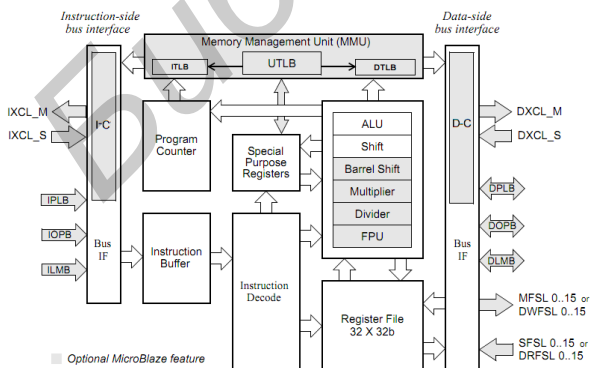 Instruction-side
bus interface
Data-side
bus interface
Memory Management Unit (MMU)
ITLB
UTLB
DTLB
IXCL_M
IXCL_S
I-C
Program
Counter
Special
Purpose
Registers
ALU
Shift
Barrel Shift
Multiplier
Divider
FPU
D-C
DXCL_M
DXCL_S
IPLB
IOPB
ILMB
Bus
IF
Instruction
Buffer
Instruction
Decode
Register File
32 X 32b
Bus
IF
DPLB
DOPB
DLMB
MFSL 0..15 or
DWFSL 0..15
SFSL 0..15 or
DRFSL 0..15
Optional MicroBlaze feature